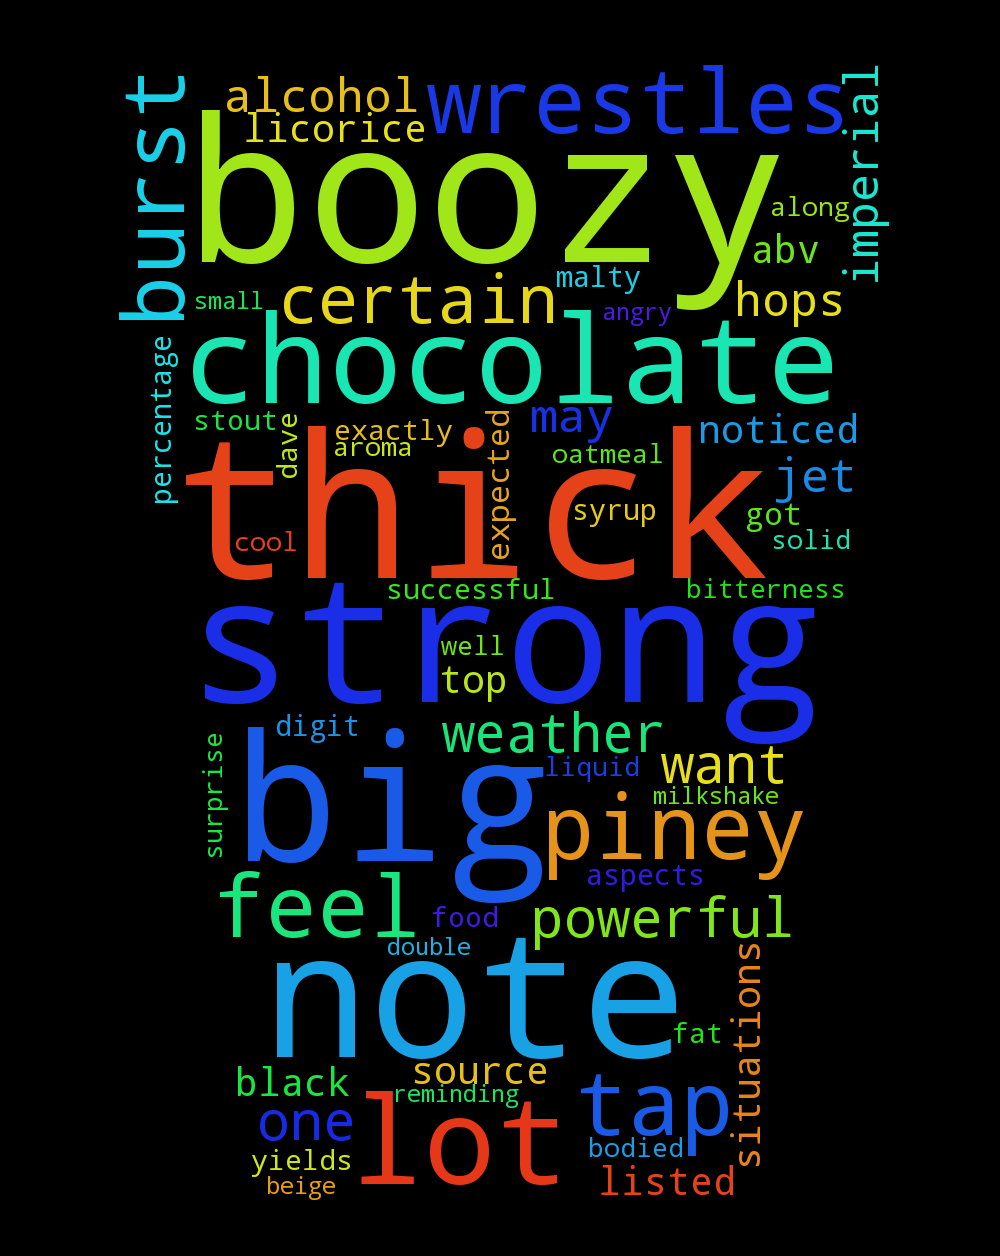 burst
alcohol
wrestles
imperial
licorice
boozy
along
abv
malty
certain
small
angry
hops
chocolate
percentage
stout
dave
exactly
aroma
expected
may
noticed
oatmeal
thick
jet
syrup
got
cool
solid
successful
bitterness
strong
well
top
digit
weather
surprise
big
liquid
want
milkshake
piney
aspects
feel
food
powerful
double
note
situations
fat
source
black
reminding
tap
one
lot
bodied
yields
listed
beige